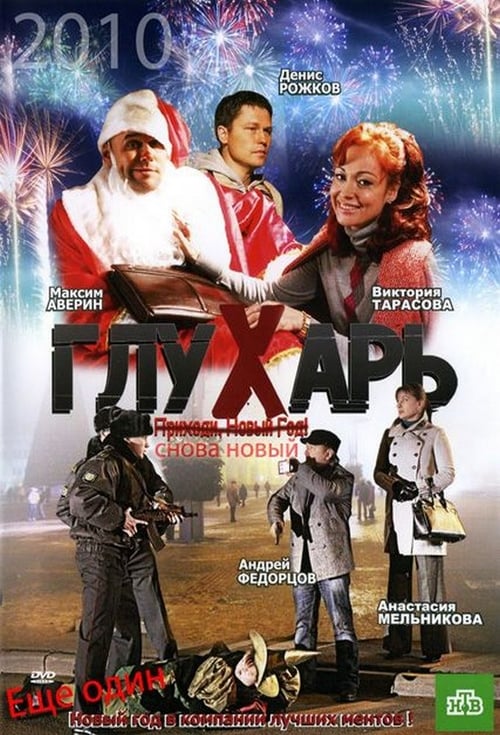 2010
Денис
РОЖКОВ
Максим
АВЕРИН
Виктория
ТАРАСОВА
ГЛУХАРЬ
Приходи, Новый Год!
СНОВА НОВЫЙ
Андрей
ФЕДОРЦОВ
Анастасия
МЕЛЬНИКОВА
DVD
Еще один
Новый год в компании лучших ментов !
НТВ